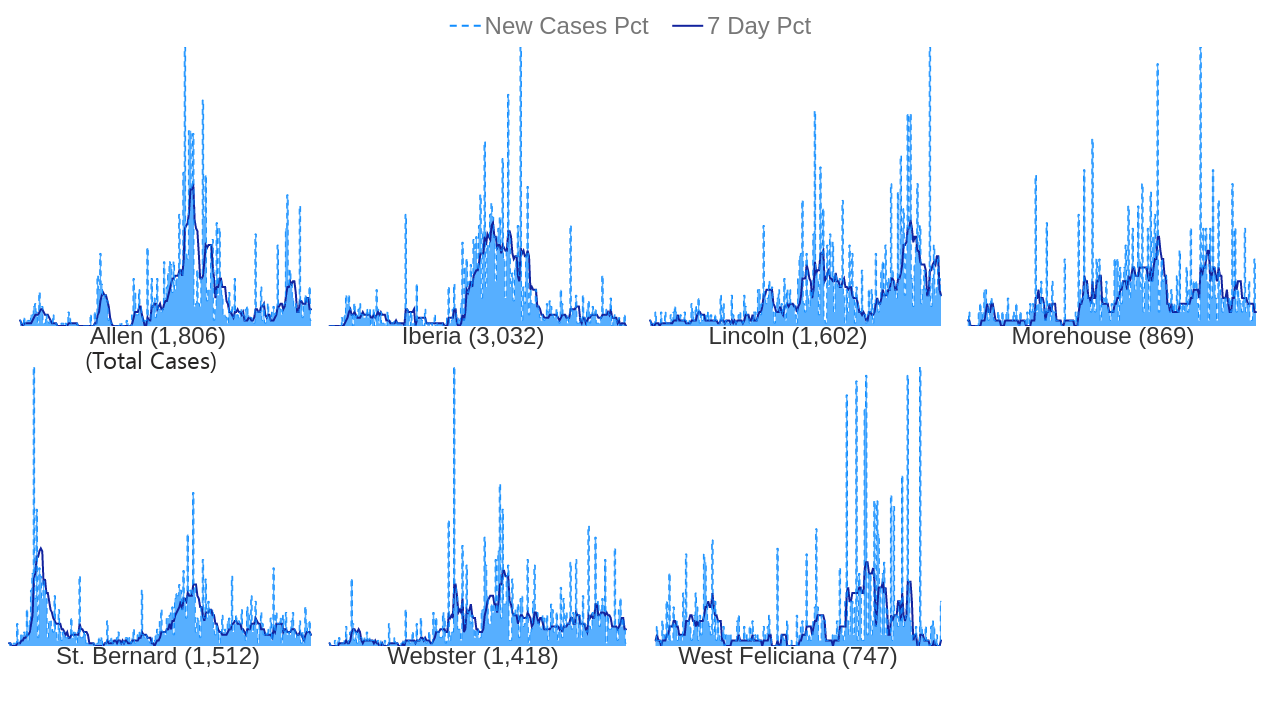 New Cases Pct 7 Day Pct
Allen (1,806) Iberia (3,032) Lincoln (1,602) Morehouse (869)
(Total Cases)
St. Bernard (1,512) Webster (1,418) West Feliciana (747)